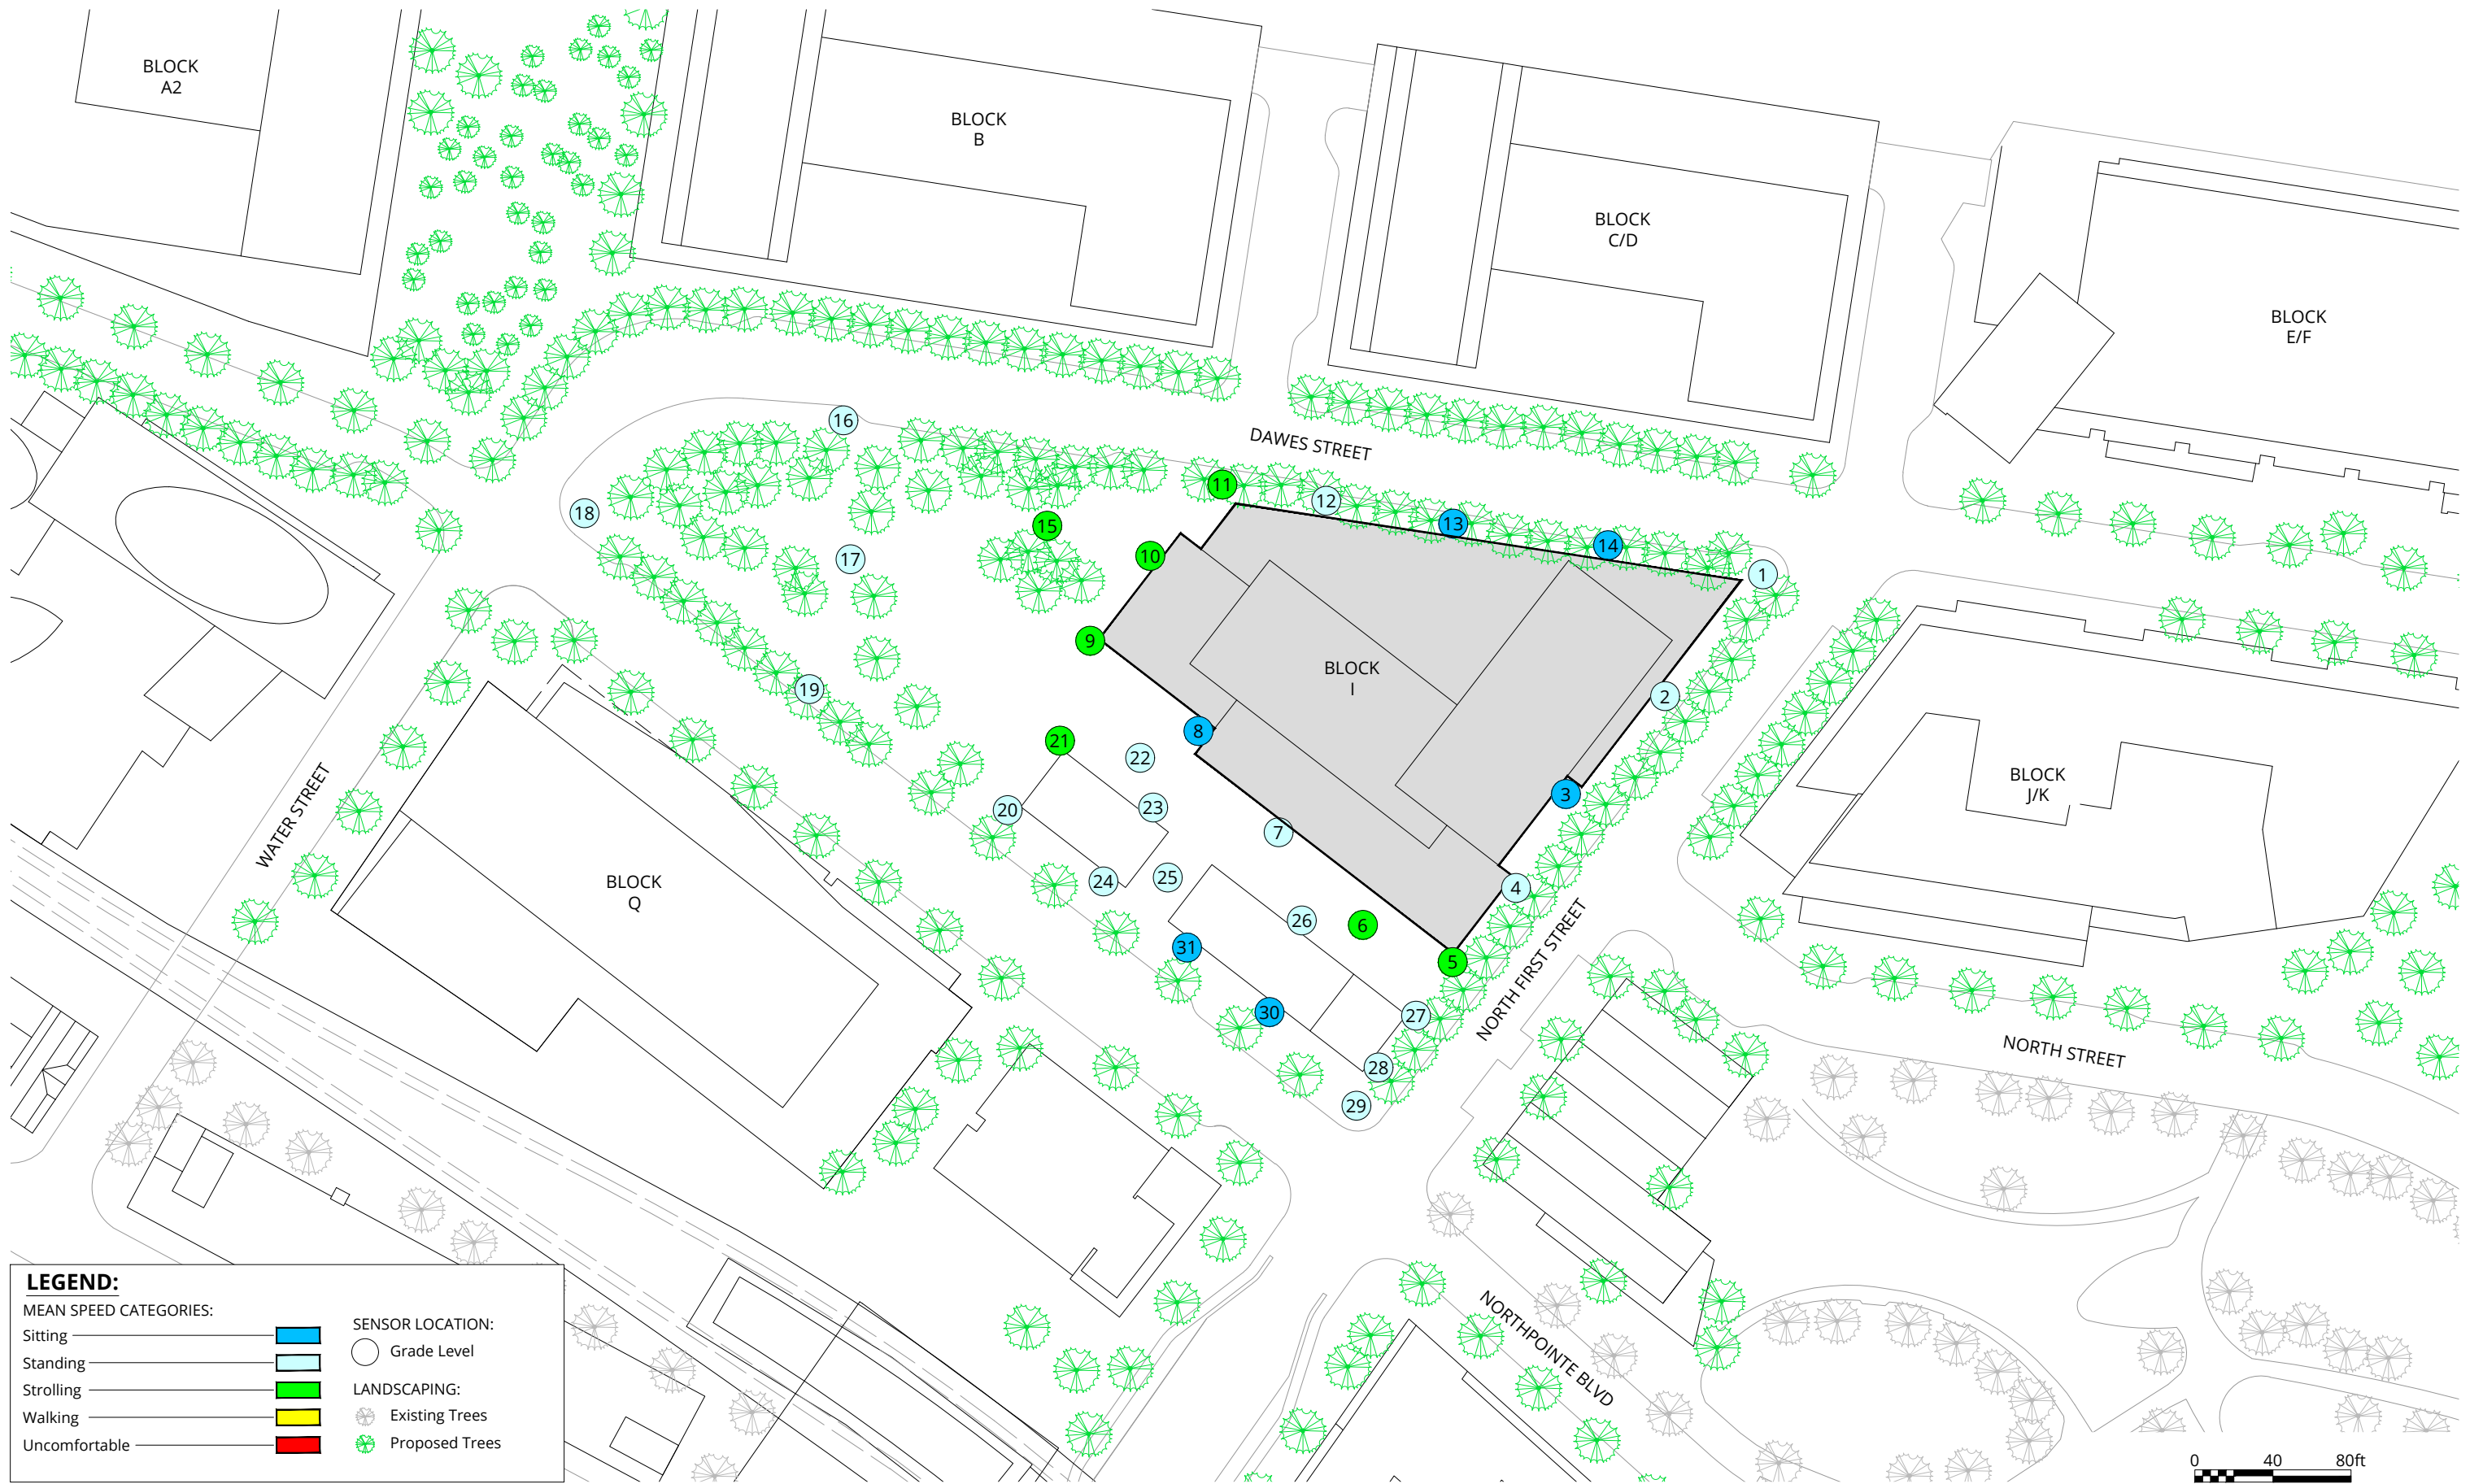 BLOCK
A2
BLOCK
B
BLOCK
C/D
BLOCK
E/F
DAWES STREET
16
11
12
13
14
15
10
18
17
1
9
BLOCK
I
19
2
8
21
22
3
20
23
7
BLOCK
J/K
WATER STREET
BLOCK
Q
24
25
4
26
6
31
5
30
27
NORTH FIRST STREET
28
29
NORTH STREET
NORTHPOINTE BLVD
LEGEND:
MEAN SPEED CATEGORIES:
Sitting
Standing
Strolling
Walking
Uncomfortable
SENSOR LOCATION:
Grade Level
LANDSCAPING:
Existing Trees
Proposed Trees
0 40 80ft